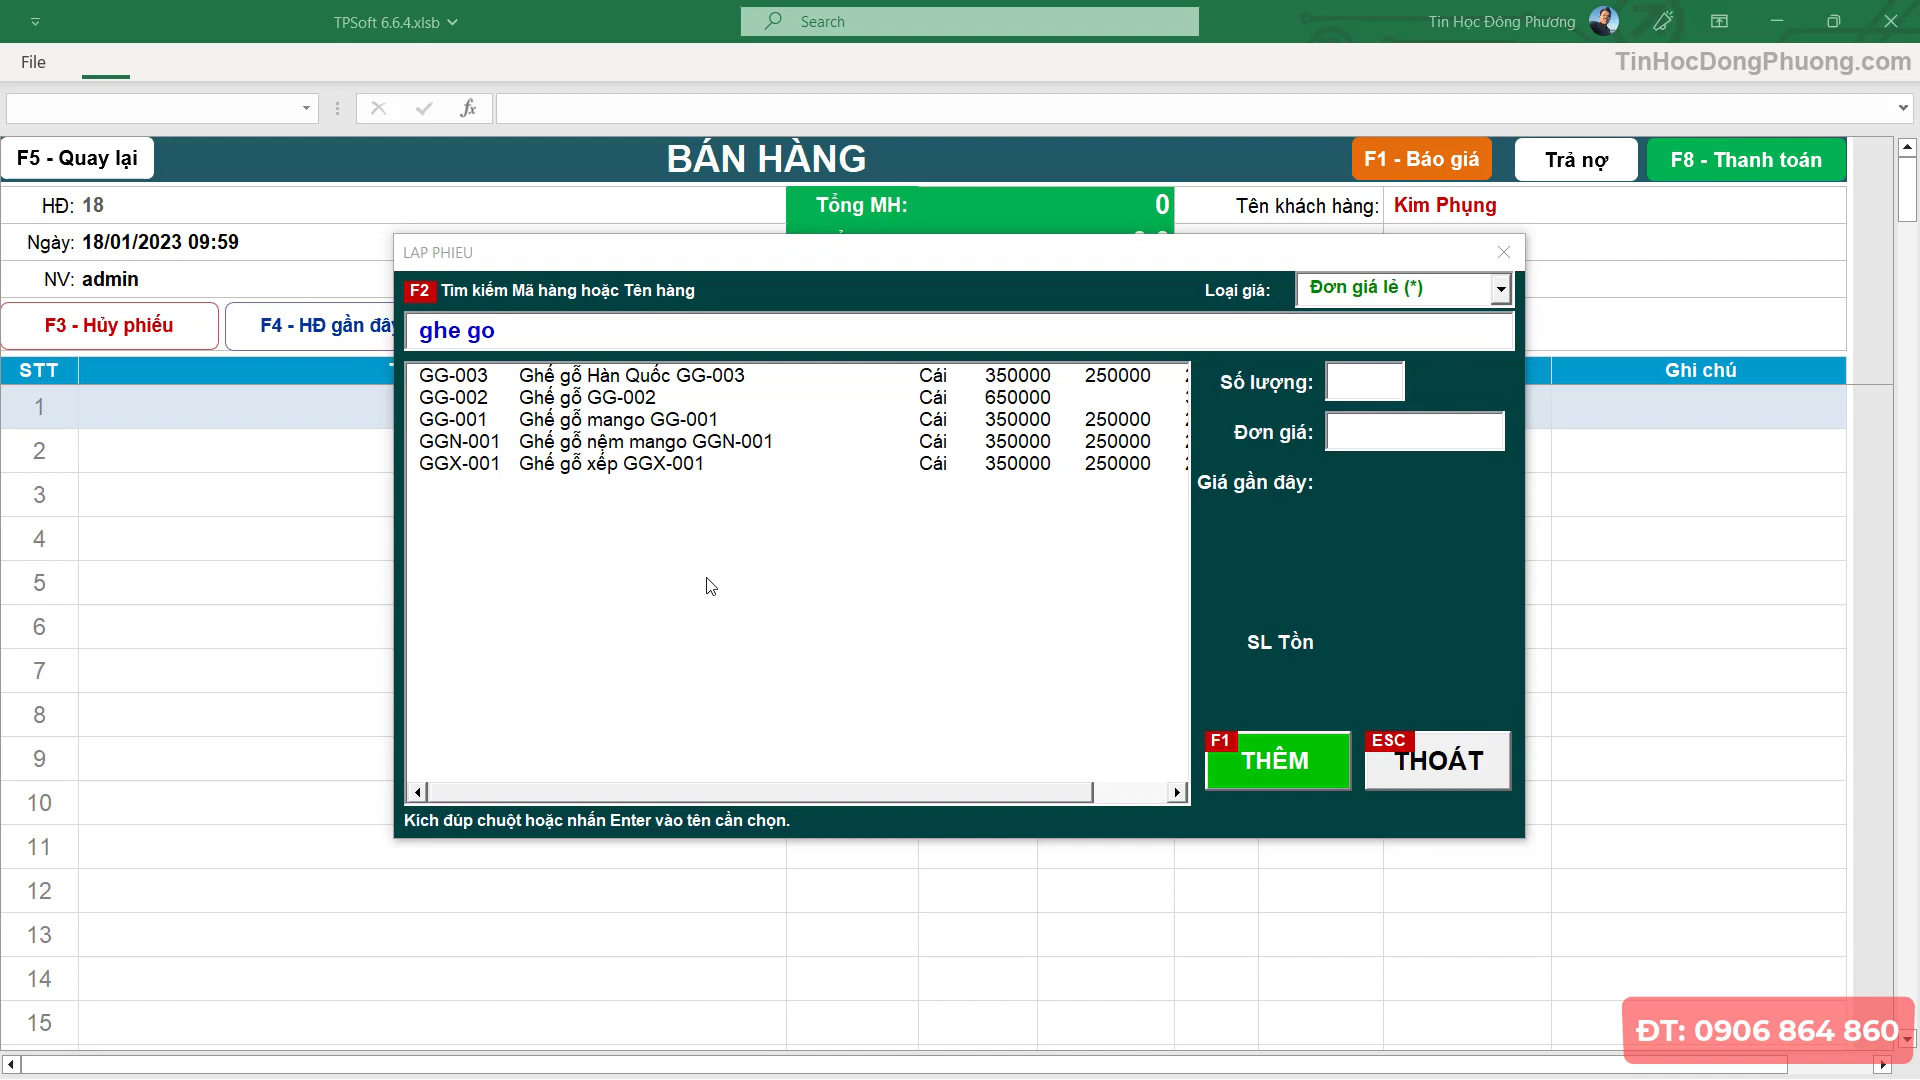 TPSoft 6.6.4.xlsb
Search
Tin Học Đông Phương
File
TinHocDongPhuong.com
fx
F5 - Quay lại
BÁN HÀNG
F1 - Báo giá
Trả nợ
F8 - Thanh toán
HĐ: 18
Tổng MH: 0
Tên khách hàng: Kim Phụng
Ngày: 18/01/2023 09:59
NV: admin
F3 - Hủy phiếu
F4 - HĐ gần đây
LAP PHIEU
F2 Tìm kiếm Mã hàng hoặc Tên hàng
Loại giá: Đơn giá lẻ (*)
ghe go
GG-003 Ghế gỗ Hàn Quốc GG-003 Cái 350000 250000
GG-002 Ghế gỗ GG-002 Cái 650000
GG-001 Ghế gỗ mango GG-001 Cái 350000 250000
GGN-001 Ghế gỗ nệm mango GGN-001 Cái 350000 250000
GGX-001 Ghế gỗ xếp GGX-001 Cái 350000 250000
Số lượng:
Đơn giá:
Giá gần đây:
SL Tồn
F1 THÊM
ESC THOÁT
Kích đúp chuột hoặc nhấn Enter vào tên cần chọn.
STT
Ghi chú
1
2
3
4
5
6
7
8
9
10
11
12
13
14
15
ĐT: 0906 864 860